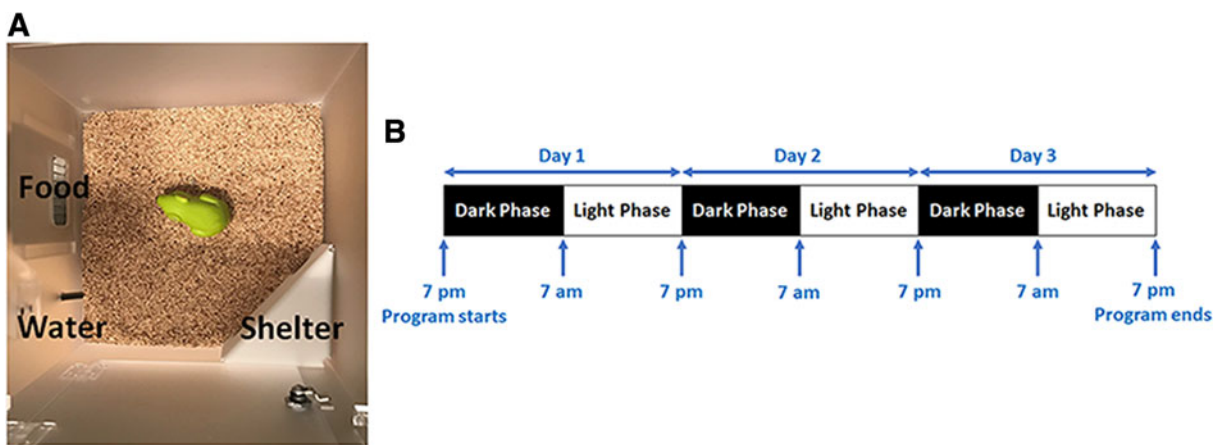 A
Food
Water
Shelter
B
Day 1 Day 2 Day 3
Dark Phase Light Phase Dark Phase Light Phase Dark Phase Light Phase
7 pm 7 am 7 pm 7 am 7 pm 7 am 7 pm
Program starts Program ends